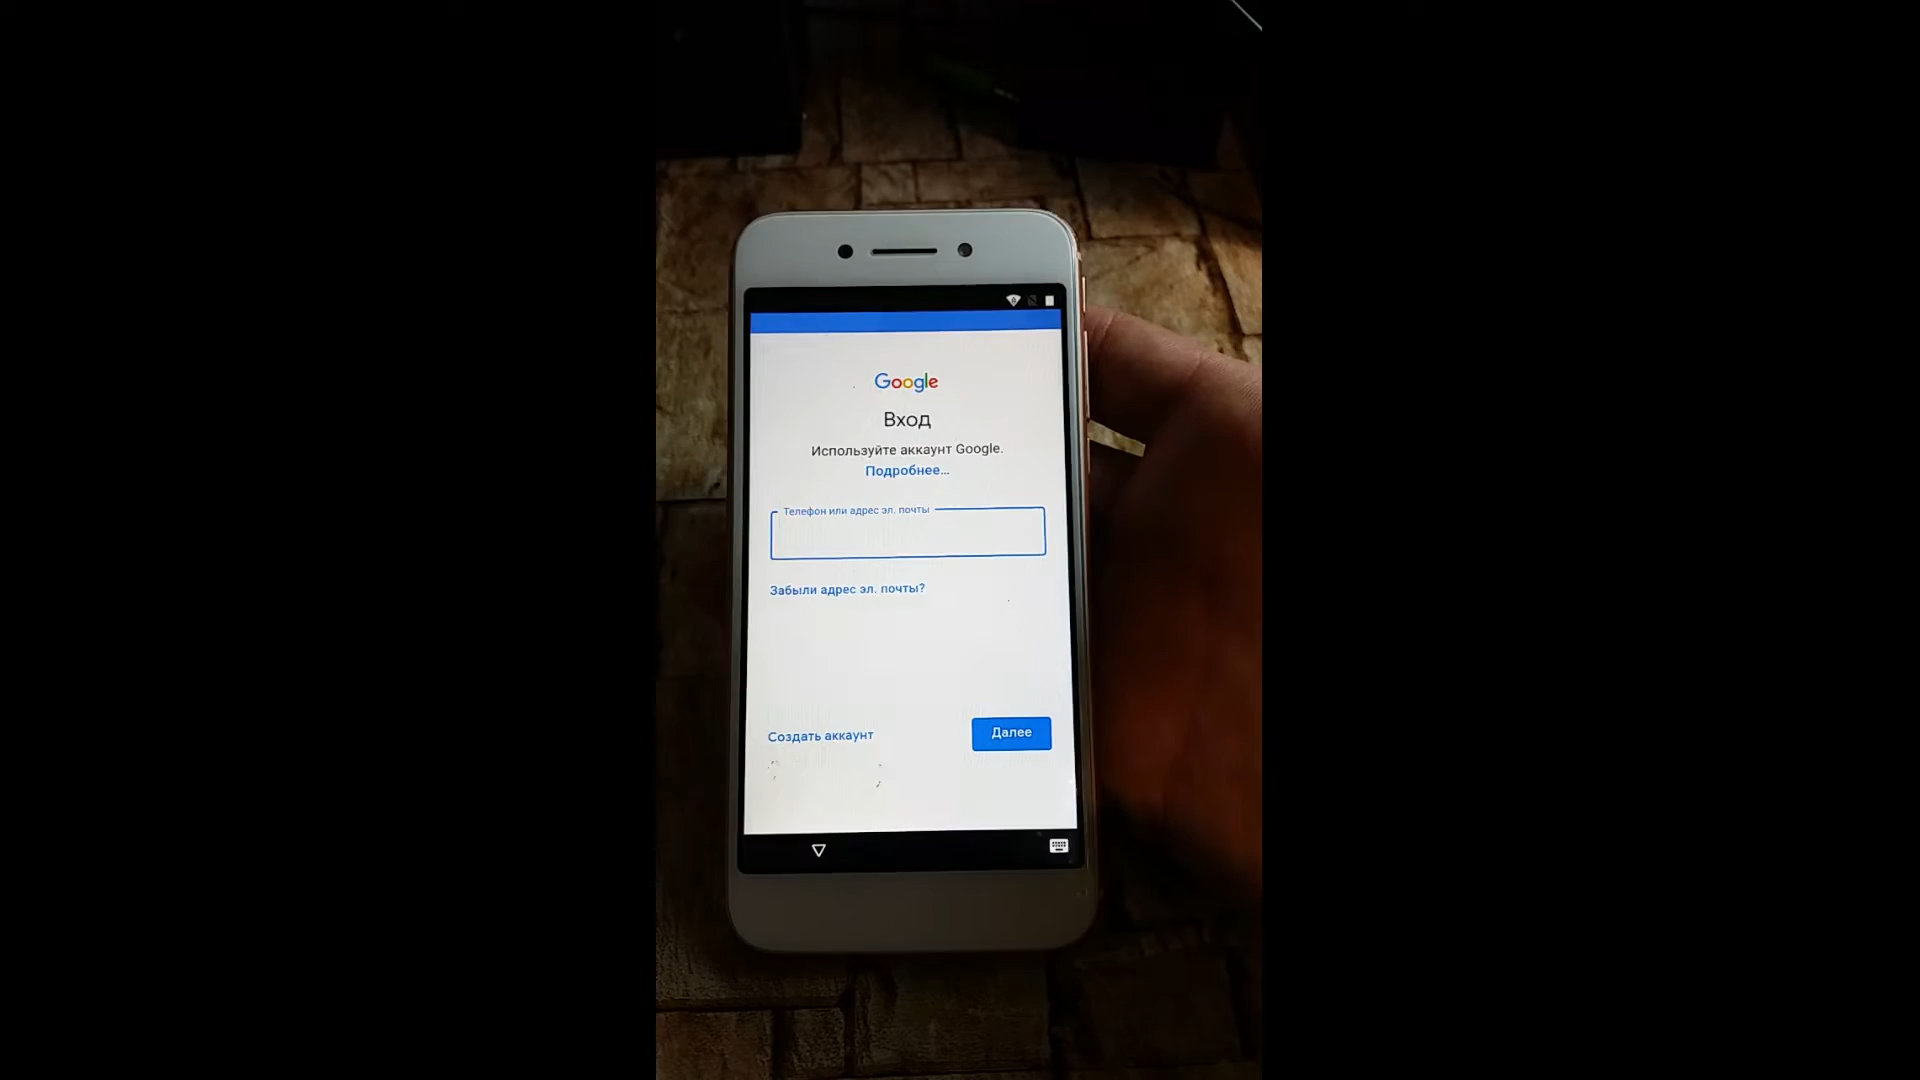 Google
Вход
Используйте аккаунт Google.
Подробнее...
Телефон или адрес эл. почты
Забыли адрес эл. почты?
Создать аккаунт
Далее